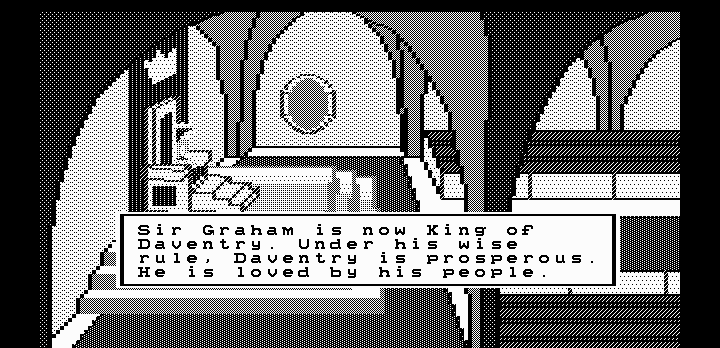 Sir Graham is now King of
Daventry. Under his wise
rule, Daventry is prosperous.
He is loved by his people.